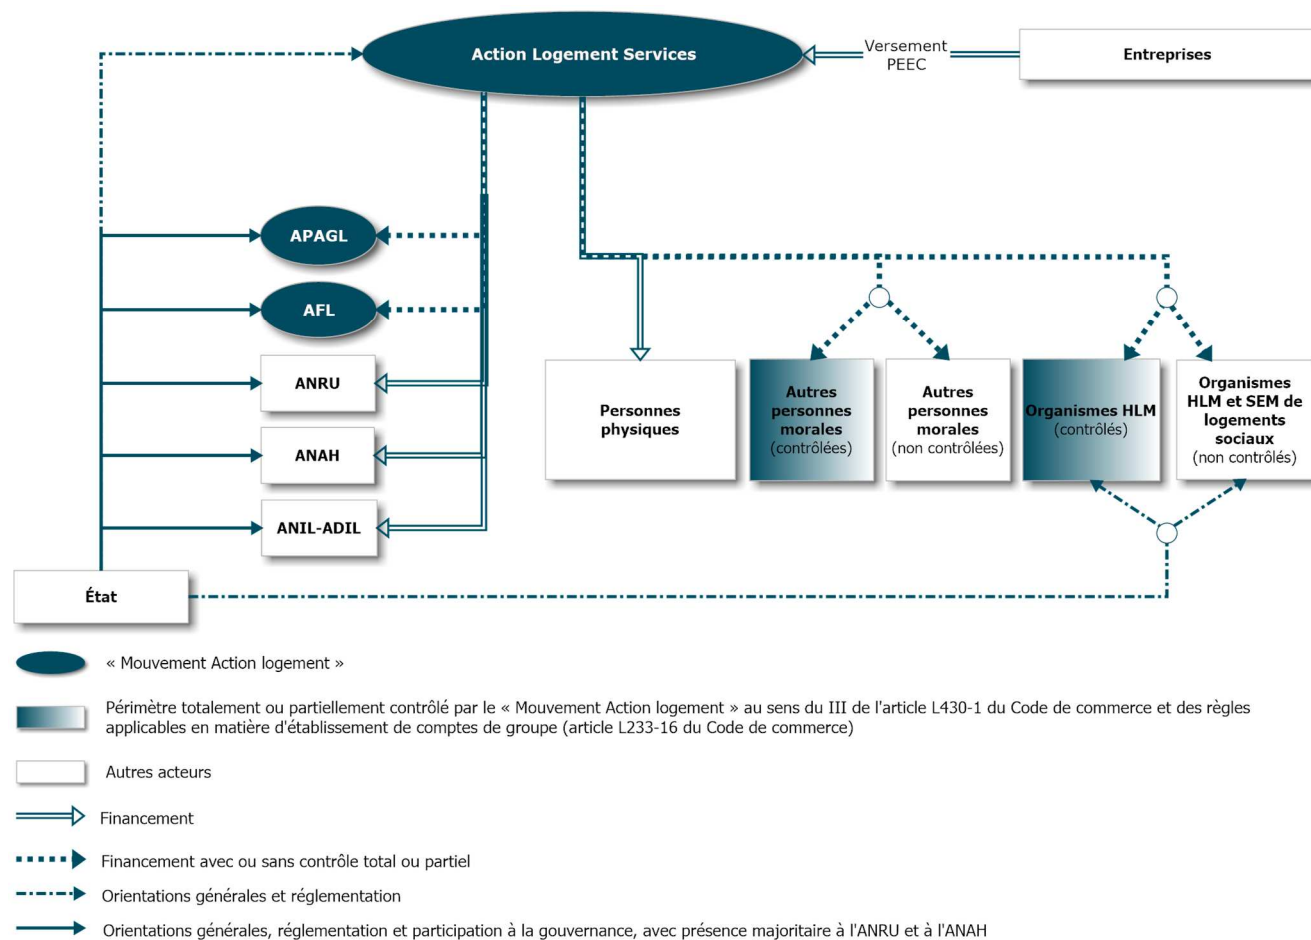 Action Logement Services
Versement
PEEC
Entreprises
APAGL
AFL
ANRU
ANAH
ANIL-ADIL
État
Personnes
physiques
Autres
personnes
morales
(contrôlées)
Autres
personnes
morales
(non contrôlées)
Organismes HLM
(contrôlés)
Organismes
HLM et SEM de
logements
sociaux
(non contrôlés)
« Mouvement Action logement »
Périmètre totalement ou partiellement contrôlé par le « Mouvement Action logement » au sens du III de l'article L430-1 du Code de commerce et des règles
applicables en matière d'établissement de comptes de groupe (article L233-16 du Code de commerce)
Autres acteurs
Financement
Financement avec ou sans contrôle total ou partiel
Orientations générales et réglementation
Orientations générales, réglementation et participation à la gouvernance, avec présence majoritaire à l'ANRU et à l'ANAH